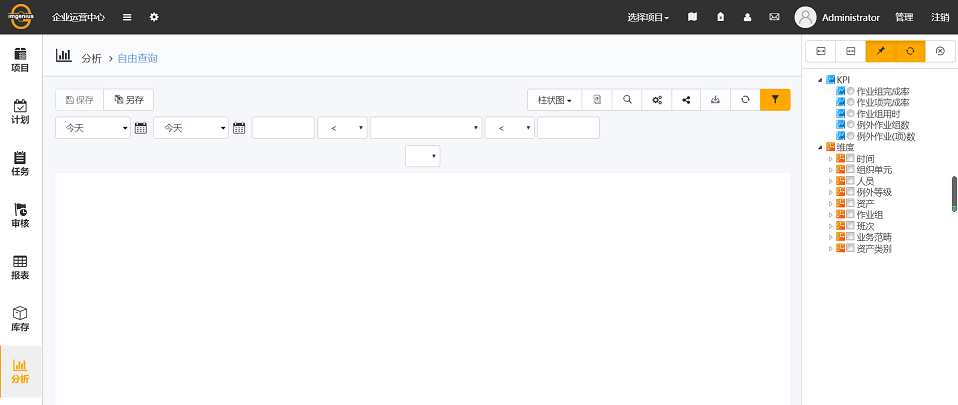 imgenius
企业运营中心
选择项目
Administrator
管理
注销
项目
计划
任务
审核
报表
库存
分析
分析 自由查询
保存 另存
柱状图
今天 今天 < <
KPI
作业组完成率
作业项完成率
作业组用时
例外作业组数
例外作业(项)数
维度
时间
组织单元
人员
例外等级
资产
作业组
班次
业务范畴
资产类别